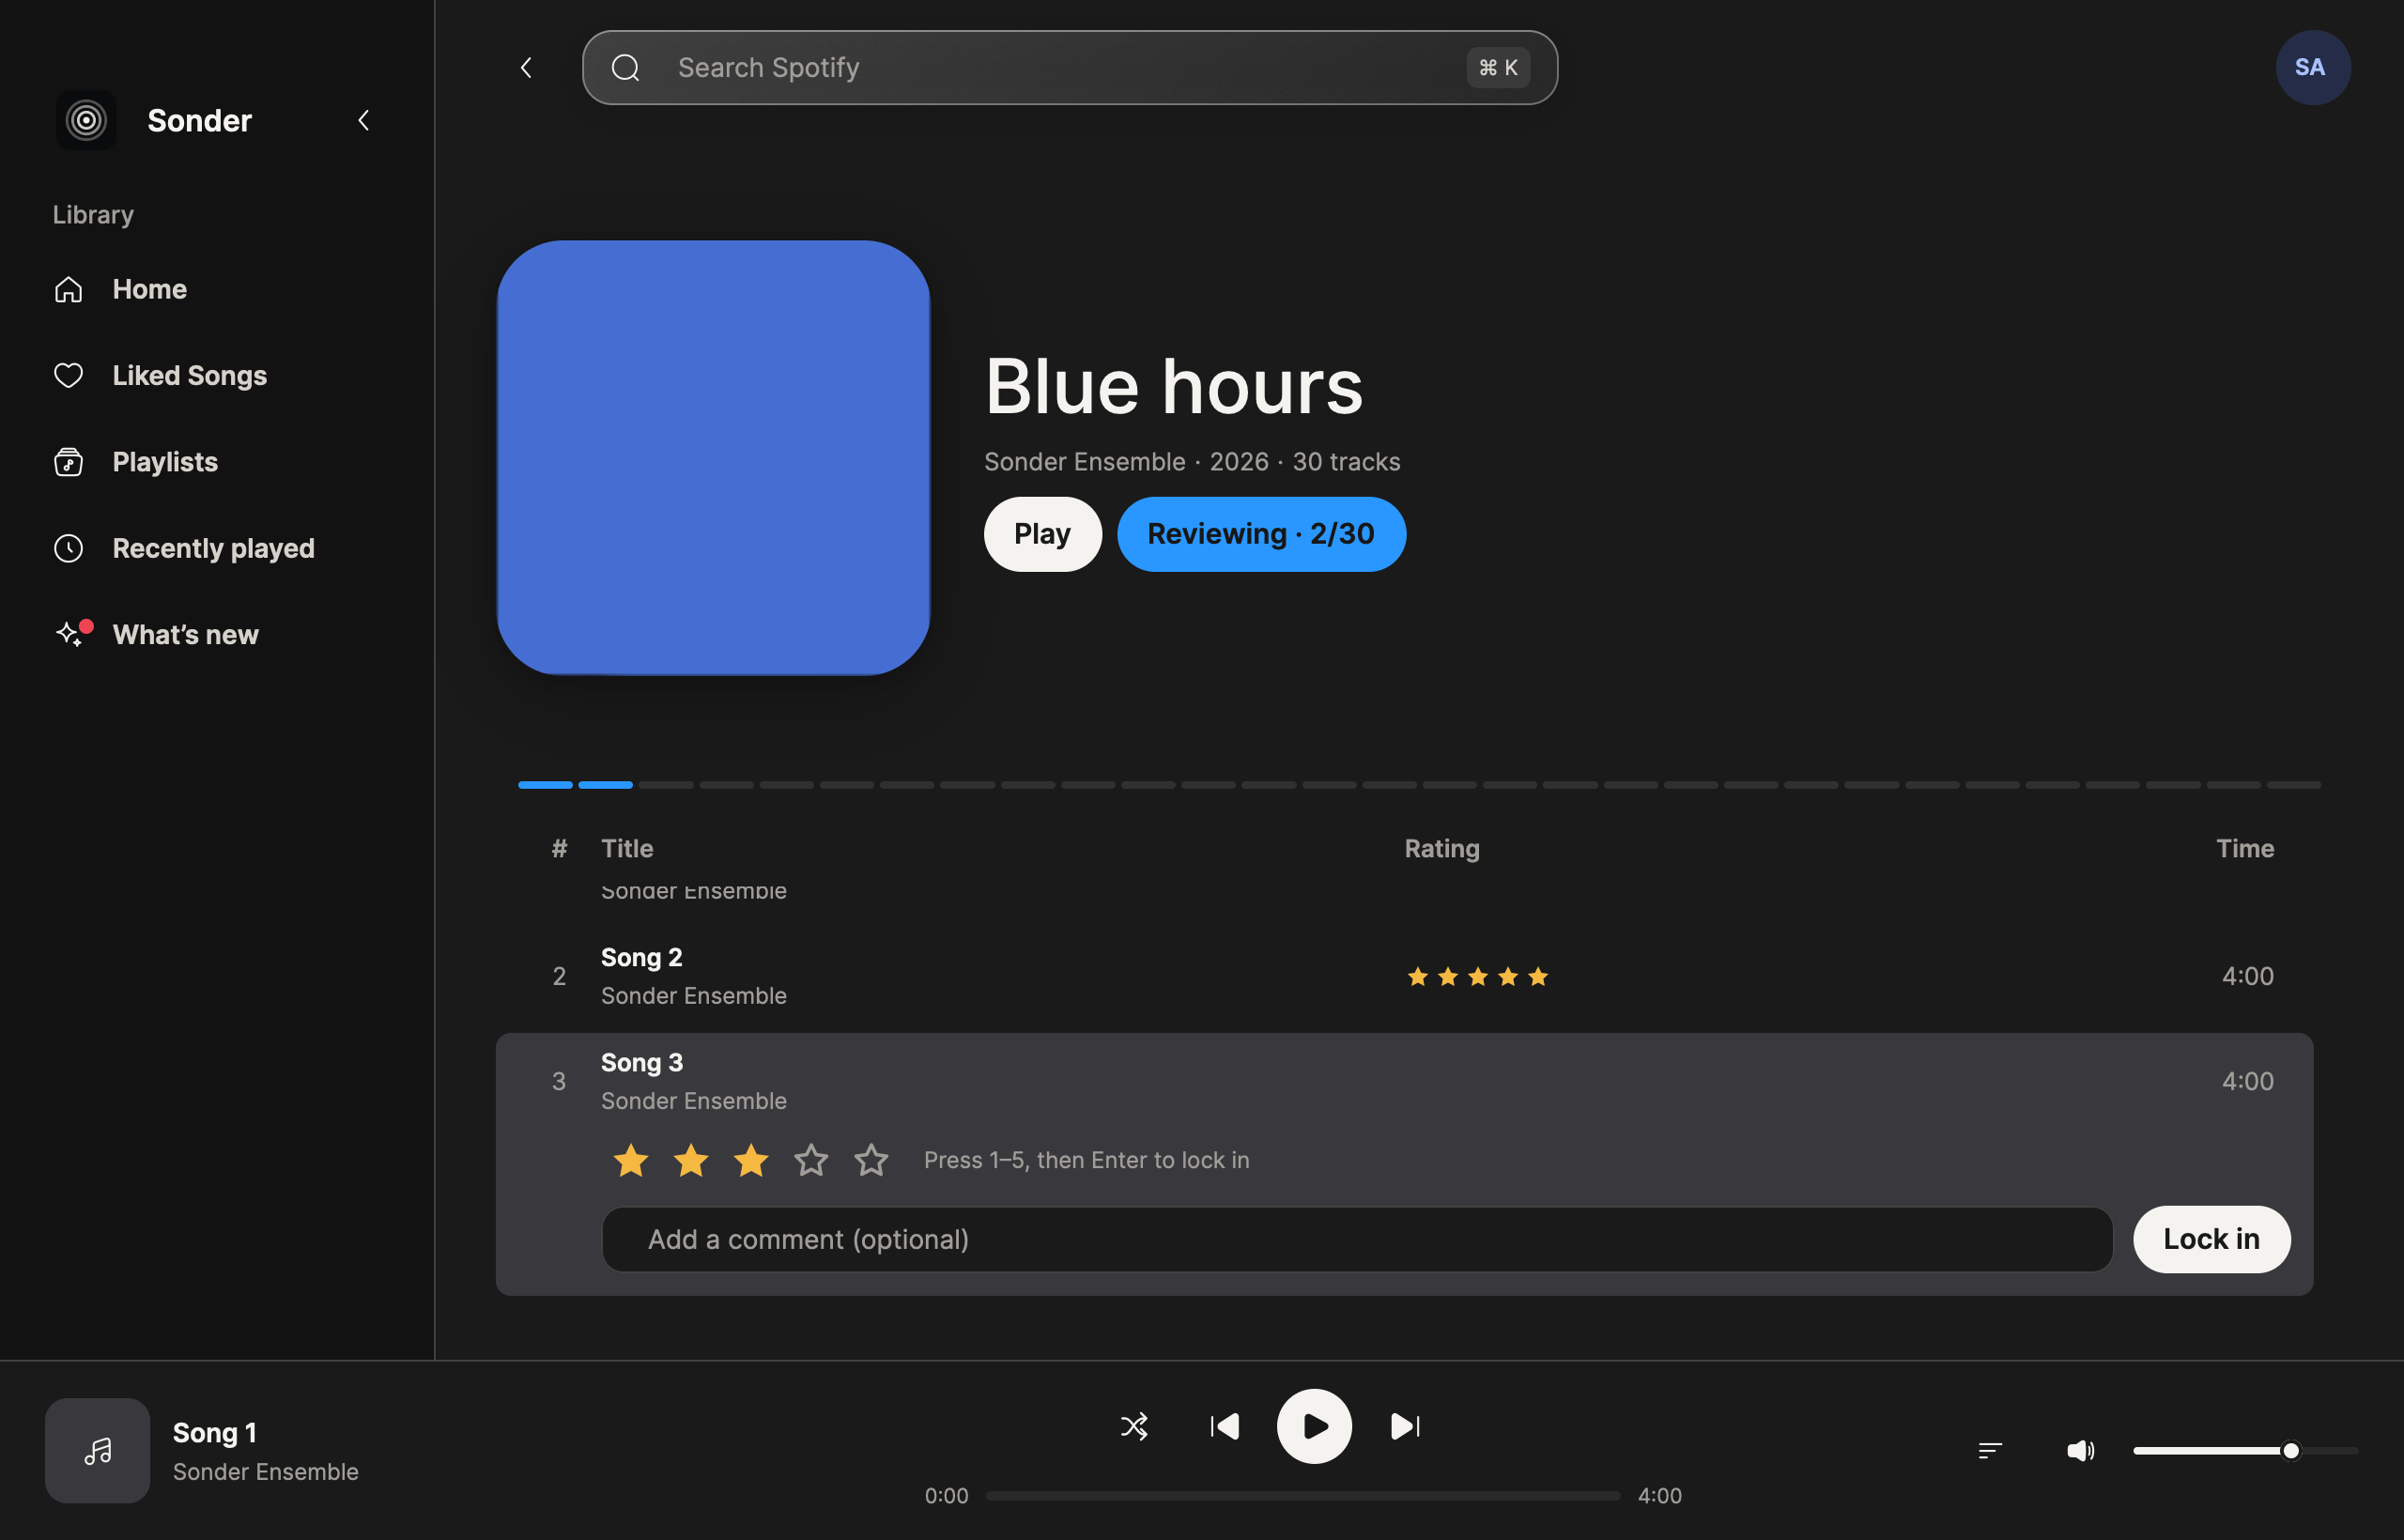 Sonder
Library
Home
Liked Songs
Playlists
Recently played
What’s new
Search Spotify
⌘ K
SA
Blue hours
Sonder Ensemble · 2026 · 30 tracks
Play
Reviewing · 2/30
# Title Rating Time
Sonder Ensemble
2 Song 2 4:00
Sonder Ensemble
3 Song 3 4:00
Sonder Ensemble
Press 1–5, then Enter to lock in
Add a comment (optional)
Lock in
Song 1
Sonder Ensemble
0:00
4:00